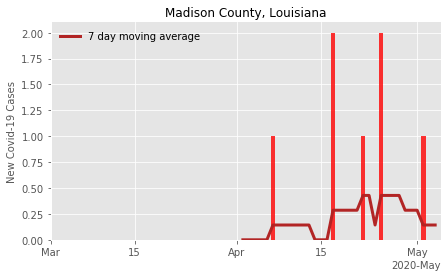 Madison County, Louisiana
7 day moving average
New Covid-19 Cases
2.00
1.75
1.50
1.25
1.00
0.75
0.50
0.25
0.00
Mar
15
Apr
15
May
2020-May